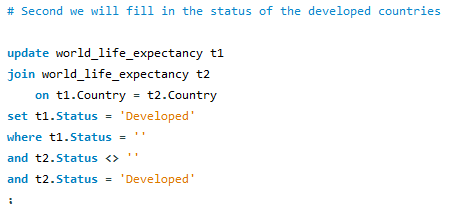 # Second we will fill in the status of the developed countries
update world_life_expectancy t1
join world_life_expectancy t2
on t1.Country = t2.Country
set t1.Status = 'Developed'
where t1.Status = ''
and t2.Status <> ''
and t2.Status = 'Developed'
;